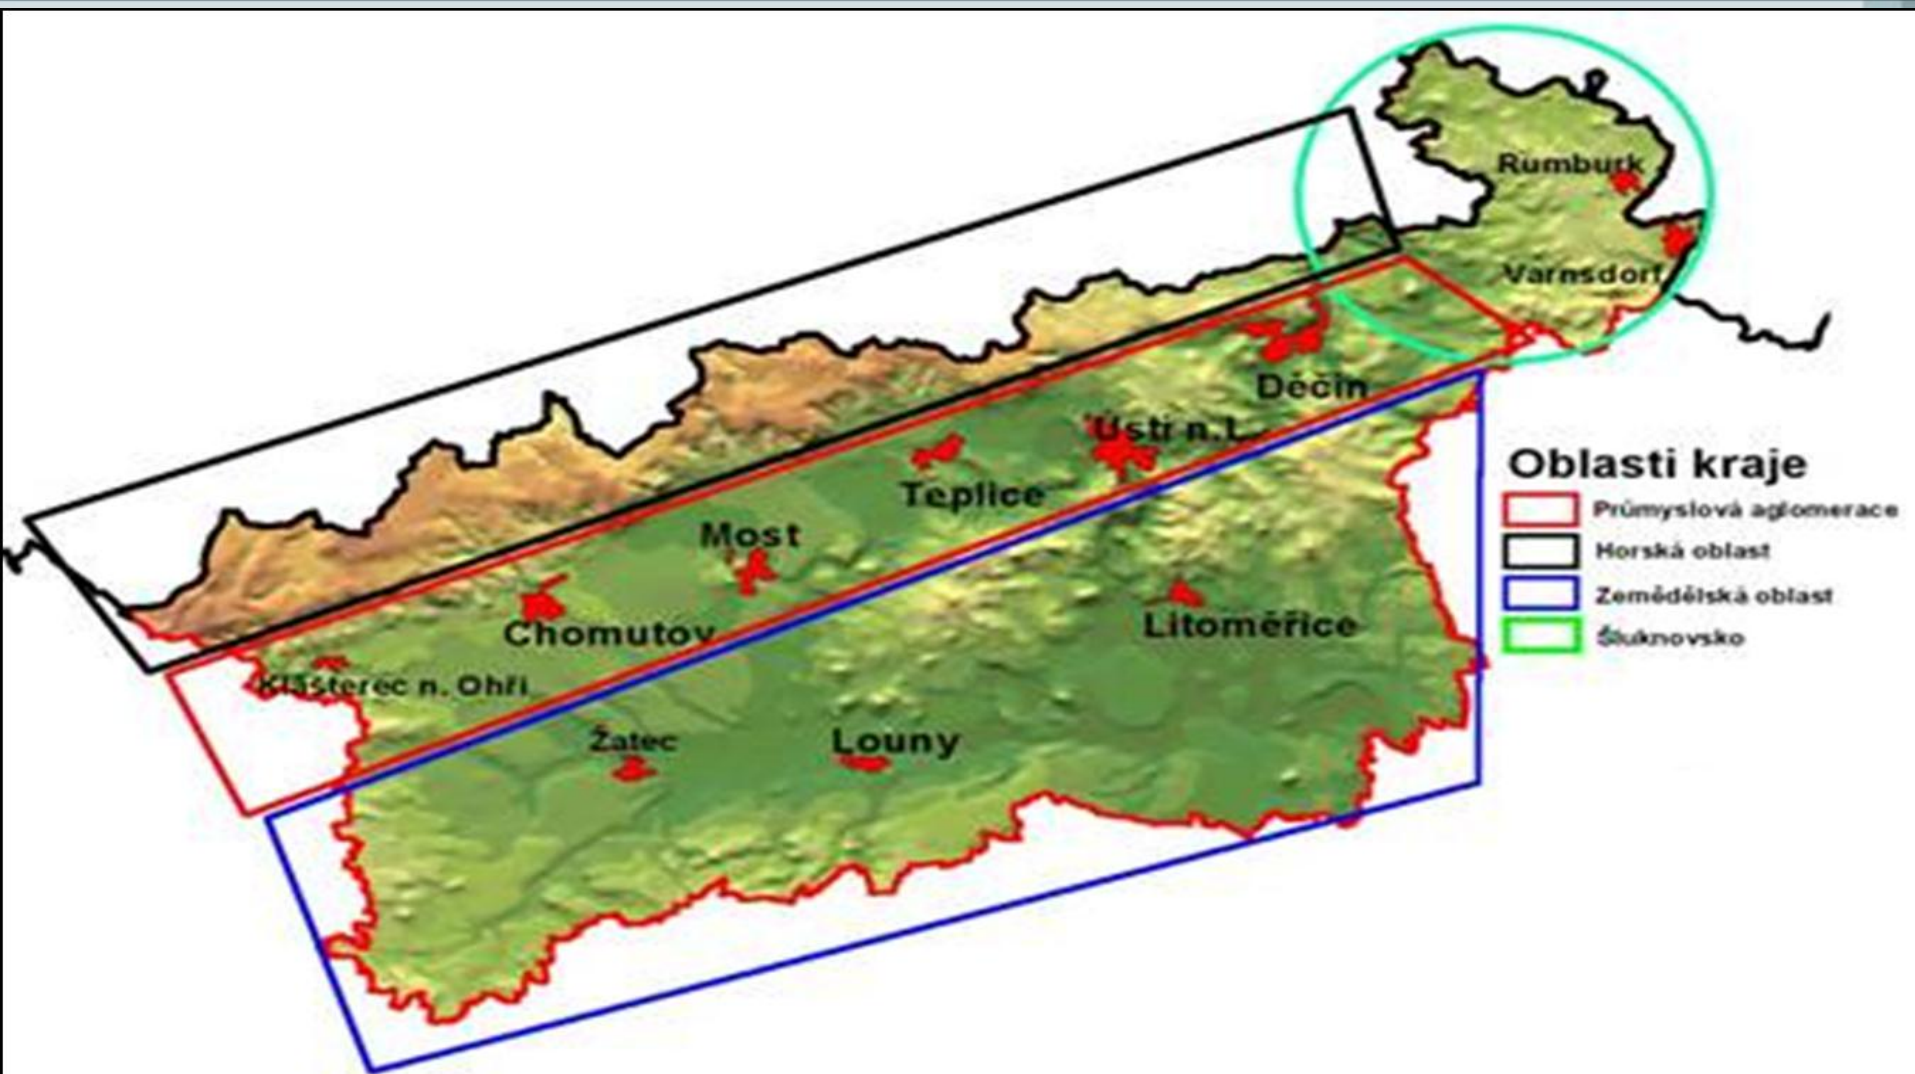 Rumburk
Varnsdorf
Děčín
Ústí n.L.
Teplice
Most
Chomutov
Litoměřice
Klášterec n. Ohří
Žatec
Louny
Oblasti kraje
Průmyslová aglomerace
Horská oblast
Zemědělská oblast
Šluknovsko